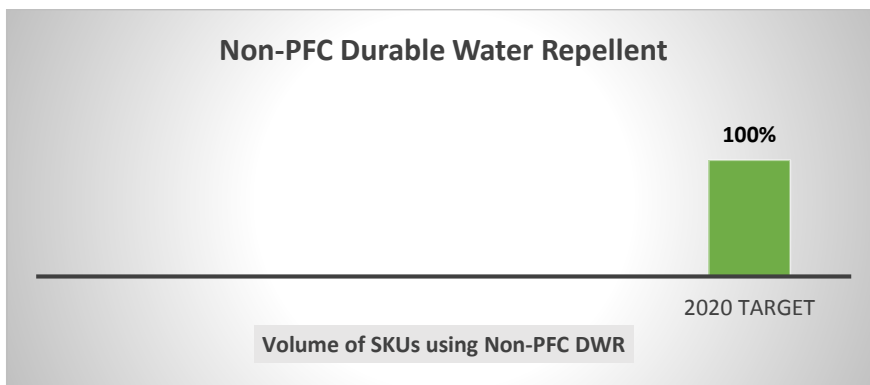 Non-PFC Durable Water Repellent
100%
2020 TARGET
Volume of SKUs using Non-PFC DWR